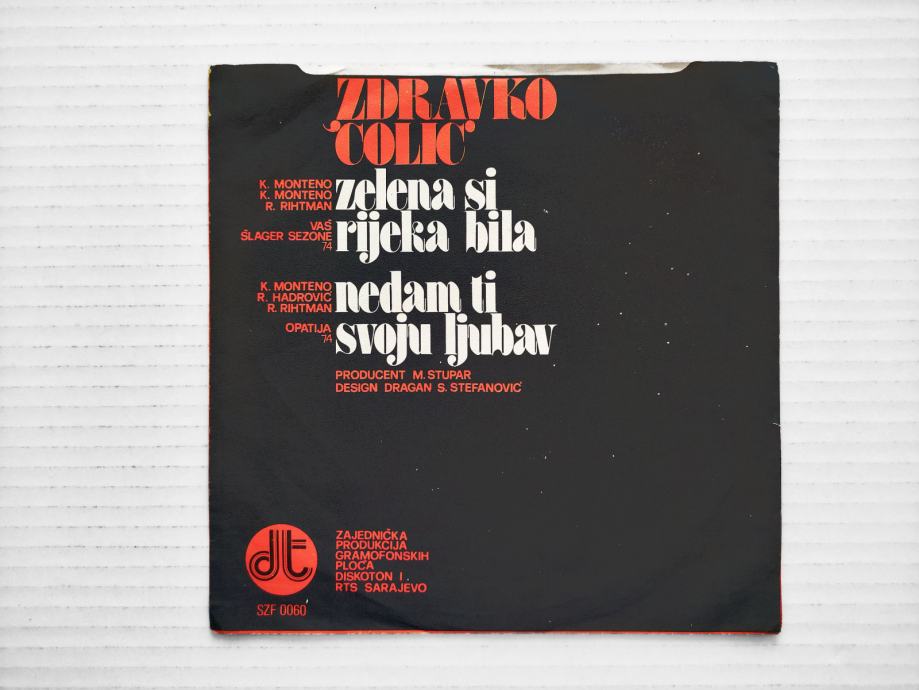 ZDRAVKO
ČOLIĆ
K. MONTENO
K. MONTENO
R. RIHTMAN
zelena si
rijeka bila
VAŠ
ŠLAGER SEZONE
74
K. MONTENO
R. HADROVIĆ
R. RIHTMAN
nedam ti
svoju ljubav
OPATIJA
74
PRODUCENT M. STUPAR
DESIGN DRAGAN S. STEFANOVIĆ
dt
ZAJEDNIČKA
PRODUKCIJA
GRAMOFONSKIH
PLOČA
DISKOTON I
RTS SARAJEVO
SZF 0060